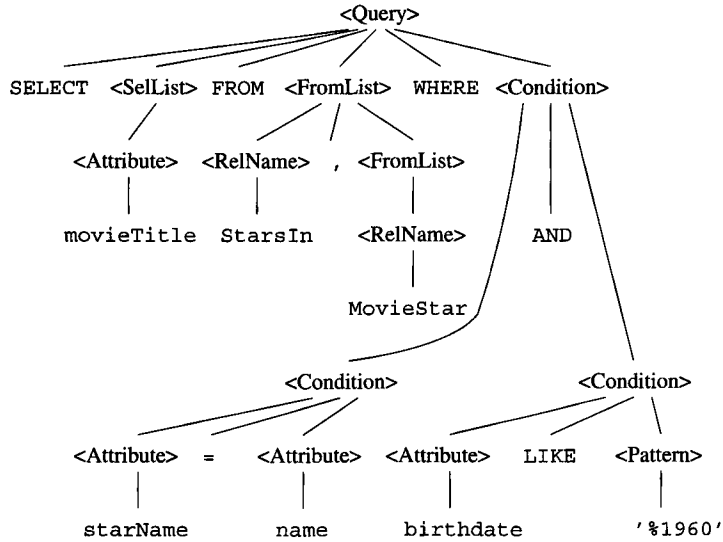 <Query>
SELECT <SelList> FROM <FromList> WHERE <Condition>
<Attribute> <RelName> , <FromList>
movieTitle StarsIn <RelName> AND
MovieStar
<Condition> <Condition>
<Attribute> = <Attribute> <Attribute> LIKE <Pattern>
starName name birthdate '%1960'